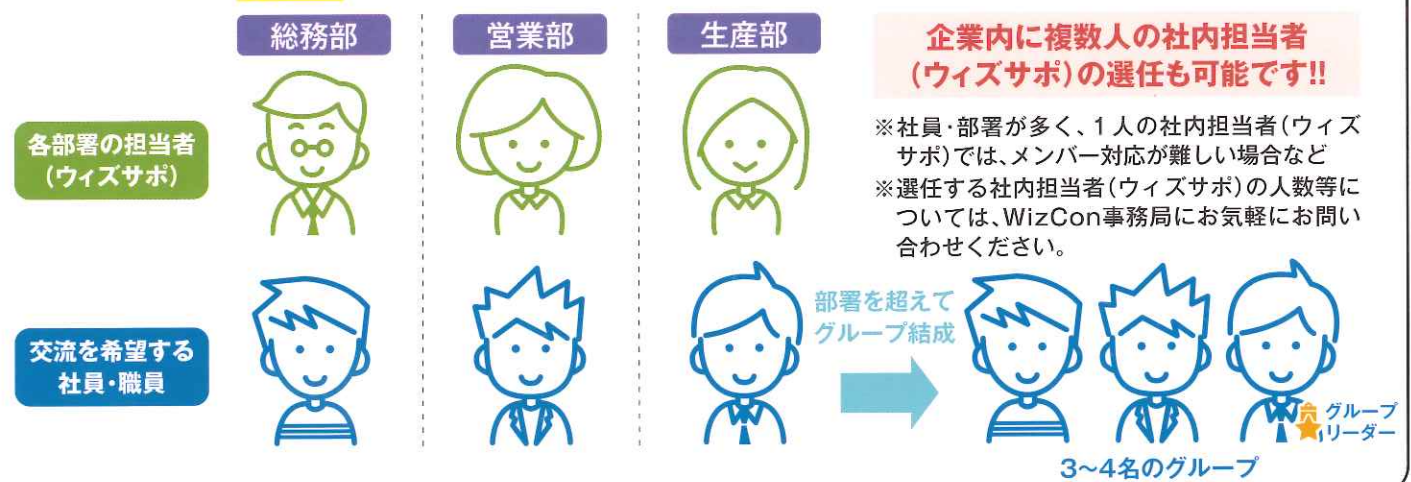 総務部
営業部
生産部
企業内に複数人の社内担当者
(ウィズサポ)の選任も可能です!!
各部署の担当者
(ウィズサポ)
※社員･部署が多く、1人の社内担当者(ウィズ
サポ)では、メンバー対応が難しい場合など
※選任する社内担当者(ウィズサポ)の人数等に
ついては、WizCon事務局にお気軽にお問い
合わせください。
交流を希望する
社員･職員
部署を超えて
グループ結成
グループ
リーダー
3〜4名のグループ